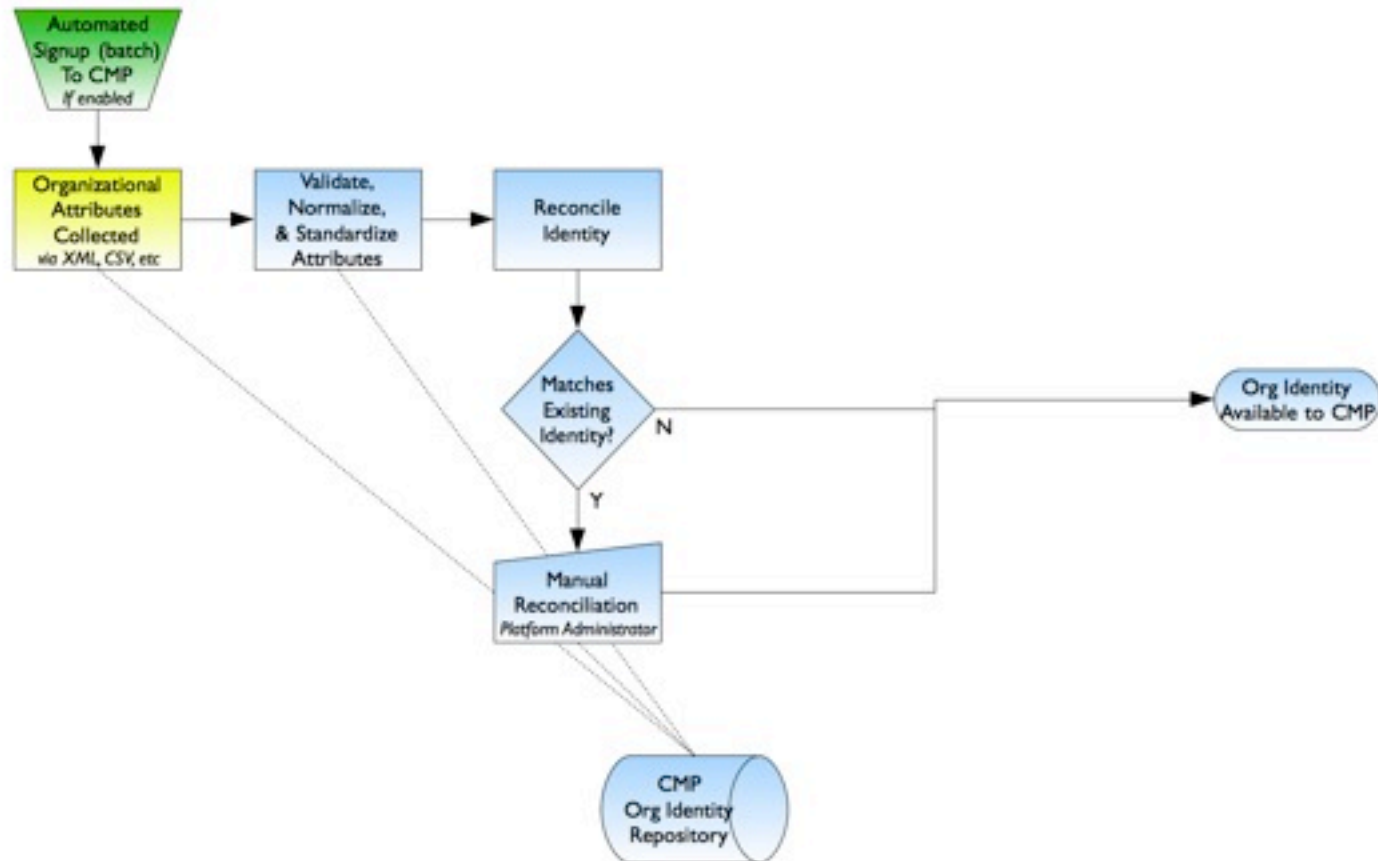 Automated
Signup (batch)
To CMP
If enabled
Organizational
Attributes
Collected
via XML, CSV, etc
Validate,
Normalize,
& Standardize
Attributes
Reconcile
Identity
Matches
Existing
Identity?
N
Y
Org Identity
Available to CMP
Manual
Reconciliation
Platform Administrator
CMP
Org Identity
Repository